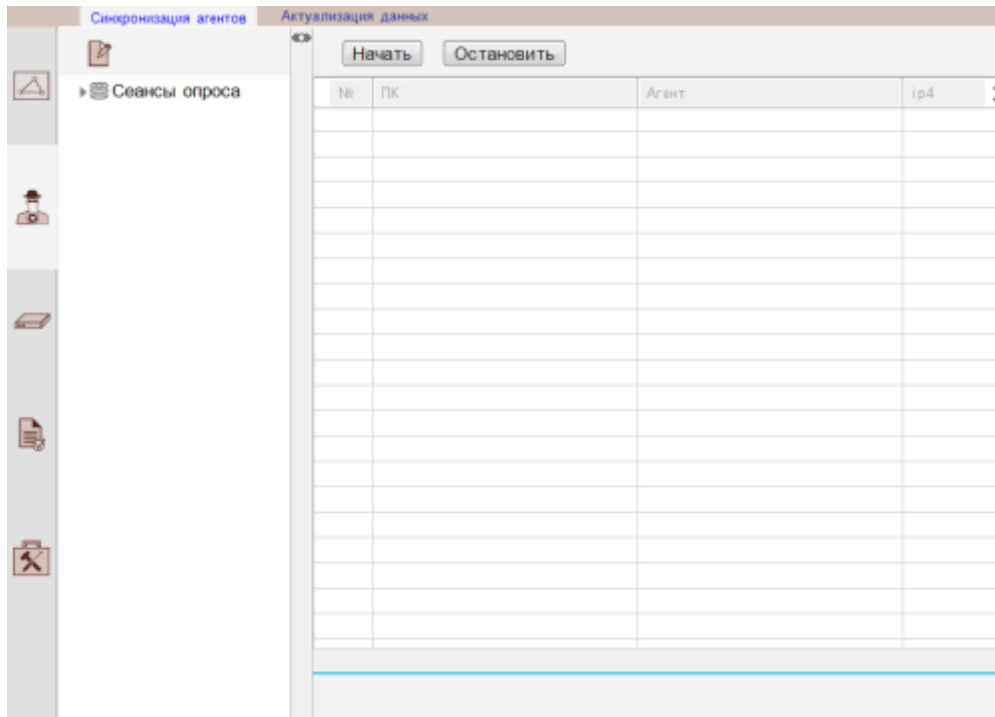 Синхронизация агентов Актуализация данных
Начать Остановить
Сеансы опроса
№ ПК Агент ip4